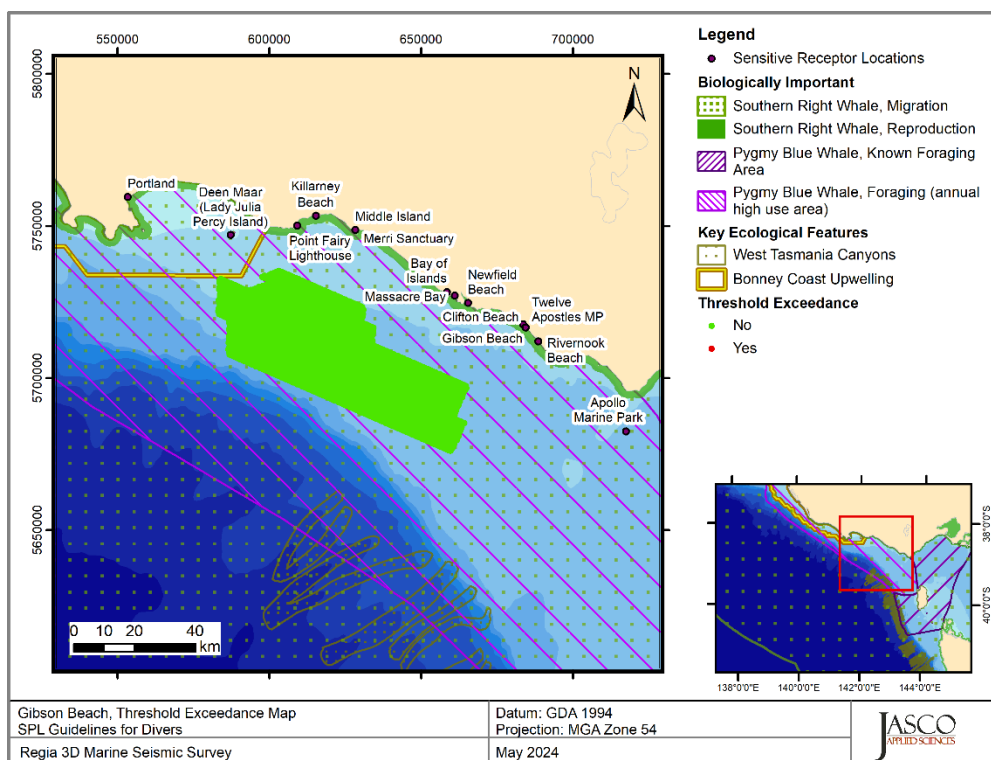 550000 600000 650000 700000
5800000
5750000
5700000
5650000
N
Portland
Deen Maar
(Lady Julia
Percy Island)
Killarney
Beach
Point Fairy
Lighthouse
Middle Island
Merri Sanctuary
Bay of
Islands
Massacre Bay
Newfield
Beach
Clifton Beach
Twelve
Apostles MP
Gibson Beach
Rivernook
Beach
Apollo
Marine Park
0 10 20 40
km
Legend
Sensitive Receptor Locations
Biologically Important
Southern Right Whale, Migration
Southern Right Whale, Reproduction
Pygmy Blue Whale, Known Foraging
Area
Pygmy Blue Whale, Foraging (annual
high use area)
Key Ecological Features
West Tasmania Canyons
Bonney Coast Upwelling
Threshold Exceedance
No
Yes
38°0'0"S
40°0'0"S
138°0'0"E 140°0'0"E 142°0'0"E 144°0'0"E
Gibson Beach, Threshold Exceedance Map
SPL Guidelines for Divers
Regia 3D Marine Seismic Survey
Datum: GDA 1994
Projection: MGA Zone 54
May 2024
JASCO
APPLIED SCIENCES